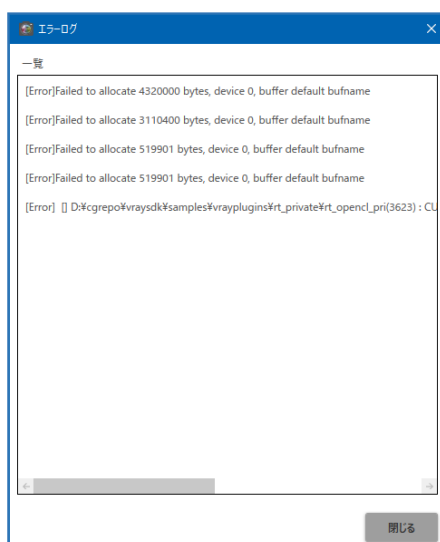 エラーログ
一覧
[Error]Failed to allocate 4320000 bytes, device 0, buffer default bufname
[Error]Failed to allocate 3110400 bytes, device 0, buffer default bufname
[Error]Failed to allocate 519901 bytes, device 0, buffer default bufname
[Error]Failed to allocate 519901 bytes, device 0, buffer default bufname
[Error] [] D:¥cgrepo¥vraysdk¥samples¥vrayplugins¥rt_private¥rt_opencl_pri(3623) : CU
閉じる